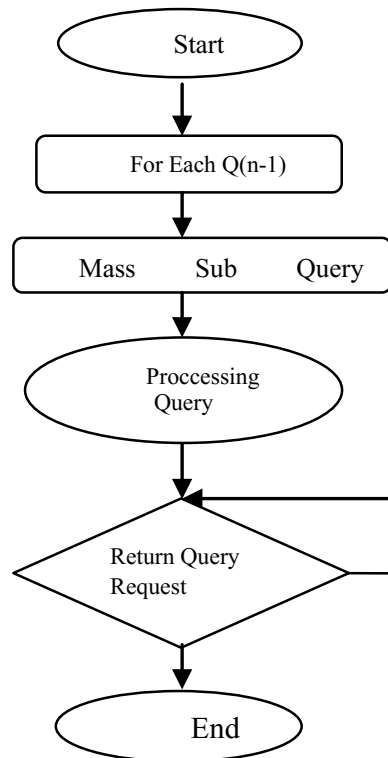 Start
For Each Q(n-1)
Mass Sub Query
Proccessing
Query
Return Query
Request
End